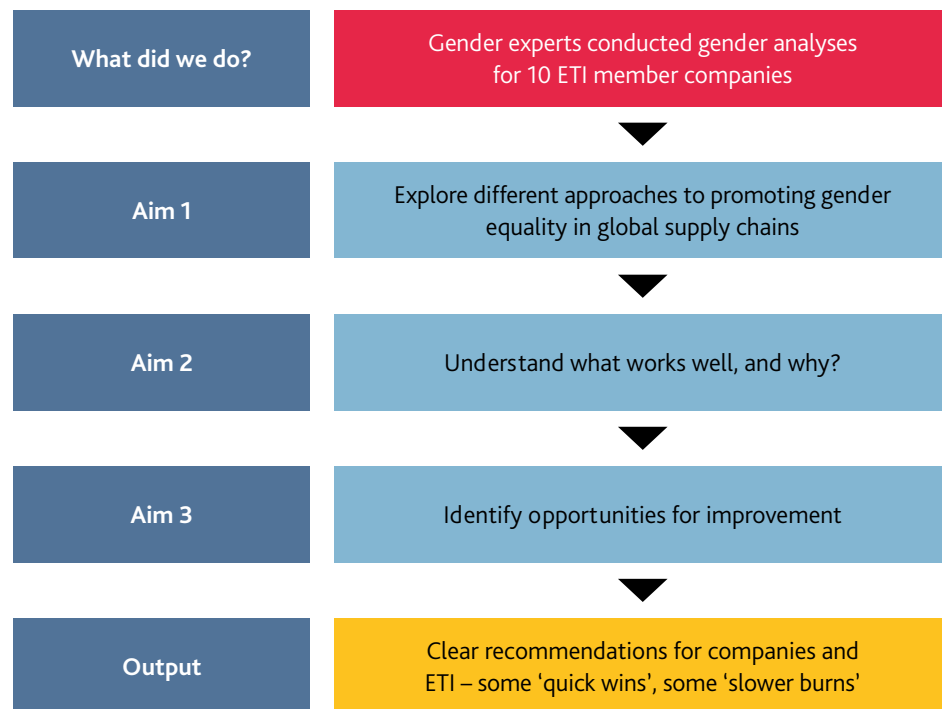 What did we do?
Gender experts conducted gender analyses
for 10 ETI member companies
Aim 1
Explore different approaches to promoting gender
equality in global supply chains
Aim 2
Understand what works well, and why?
Aim 3
Identify opportunities for improvement
Output
Clear recommendations for companies and
ETI – some ‘quick wins’, some ‘slower burns’